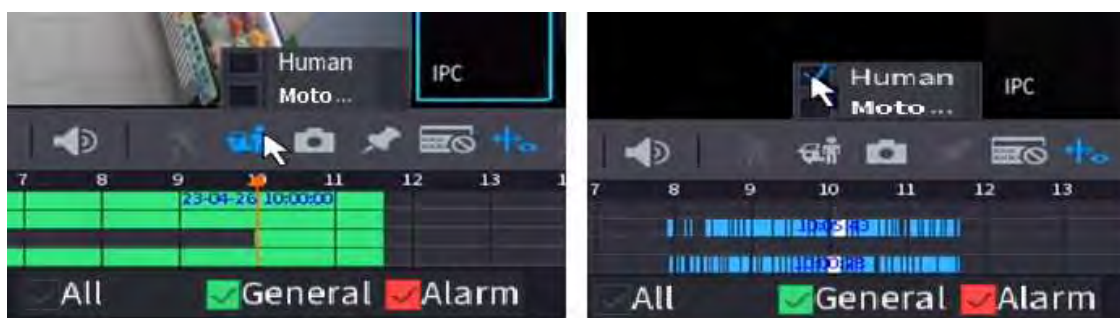 Human
IPC
Moto ...
7 8 9 10 11 12 13 1
23-04-26 10:00:00
All General Alarm
Human
IPC
Moto ...
7 8 9 10 11 12 13
All General Alarm